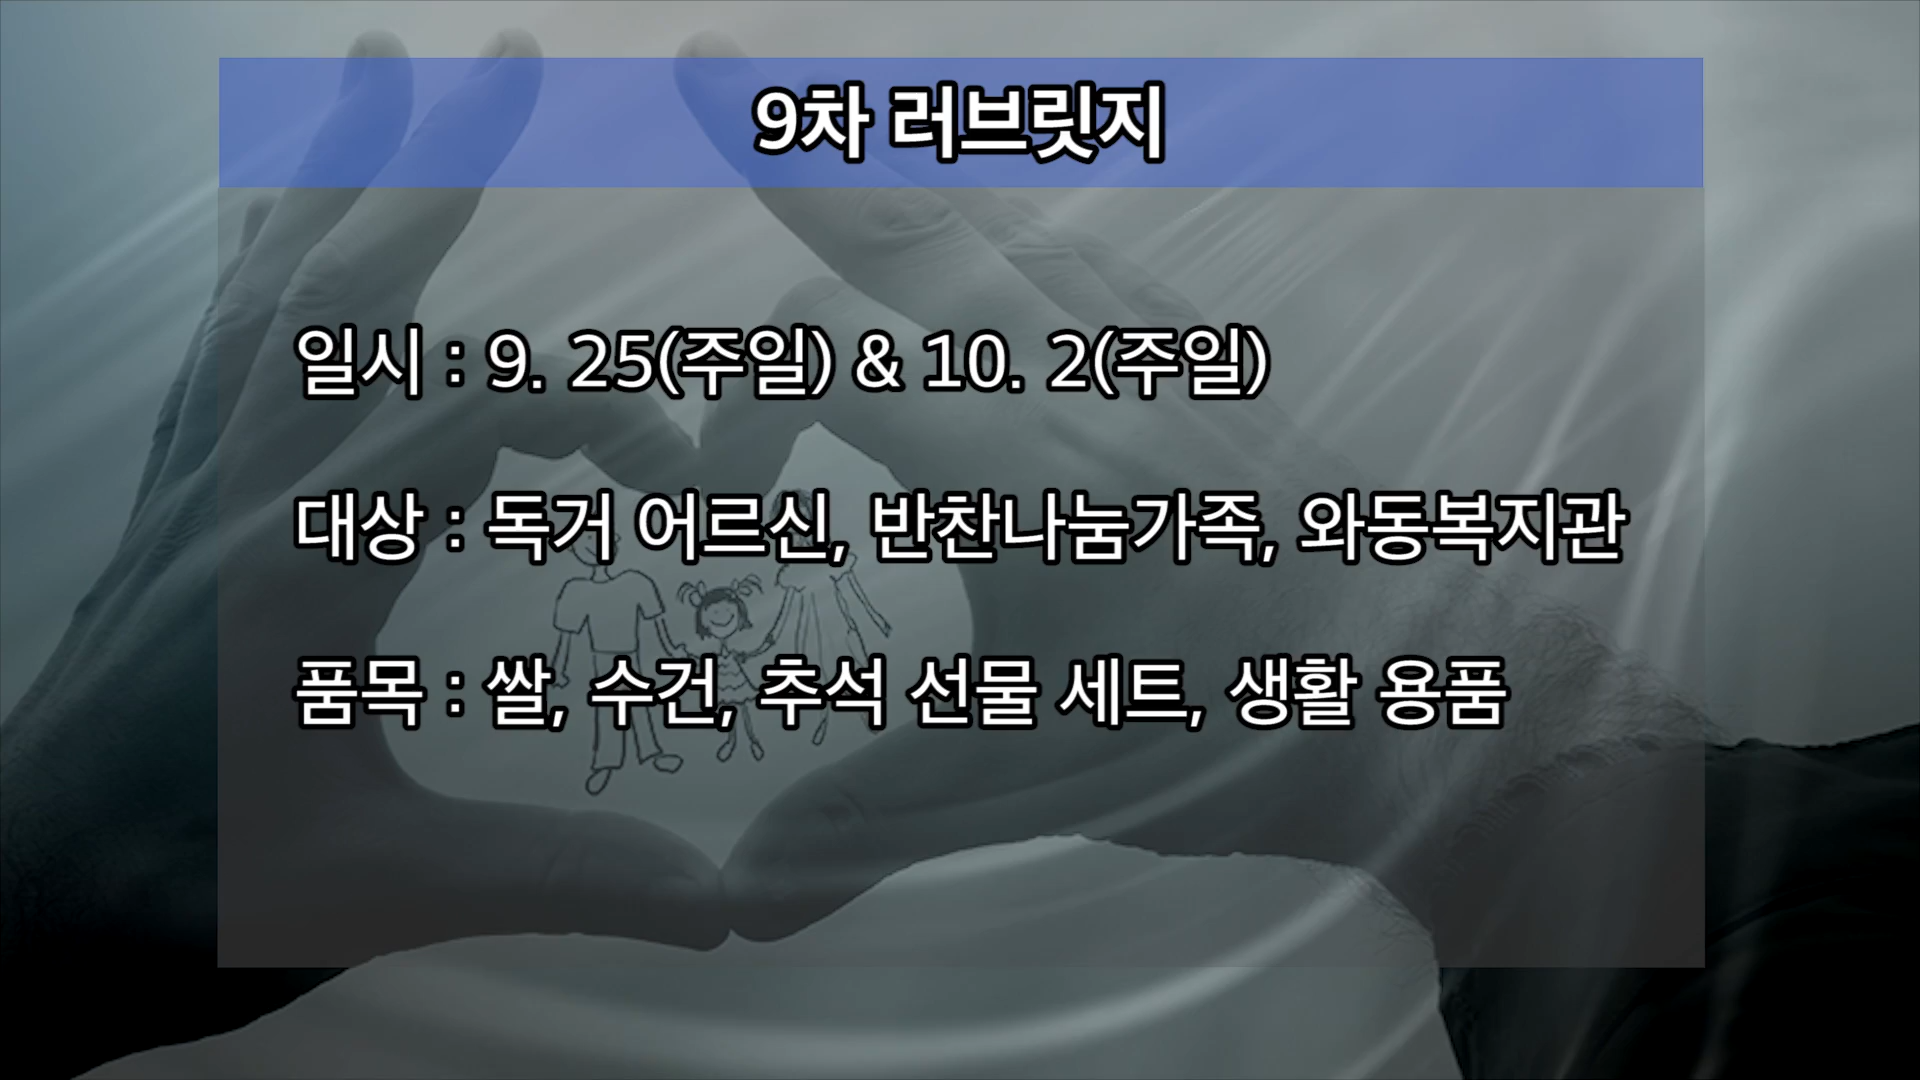 9차 러브릿지
일시 : 9. 25(주일) & 10. 2(주일)
대상 : 독거 어르신, 반찬나눔가족, 와동복지관
품목 : 쌀, 수건, 추석 선물 세트, 생활 용품